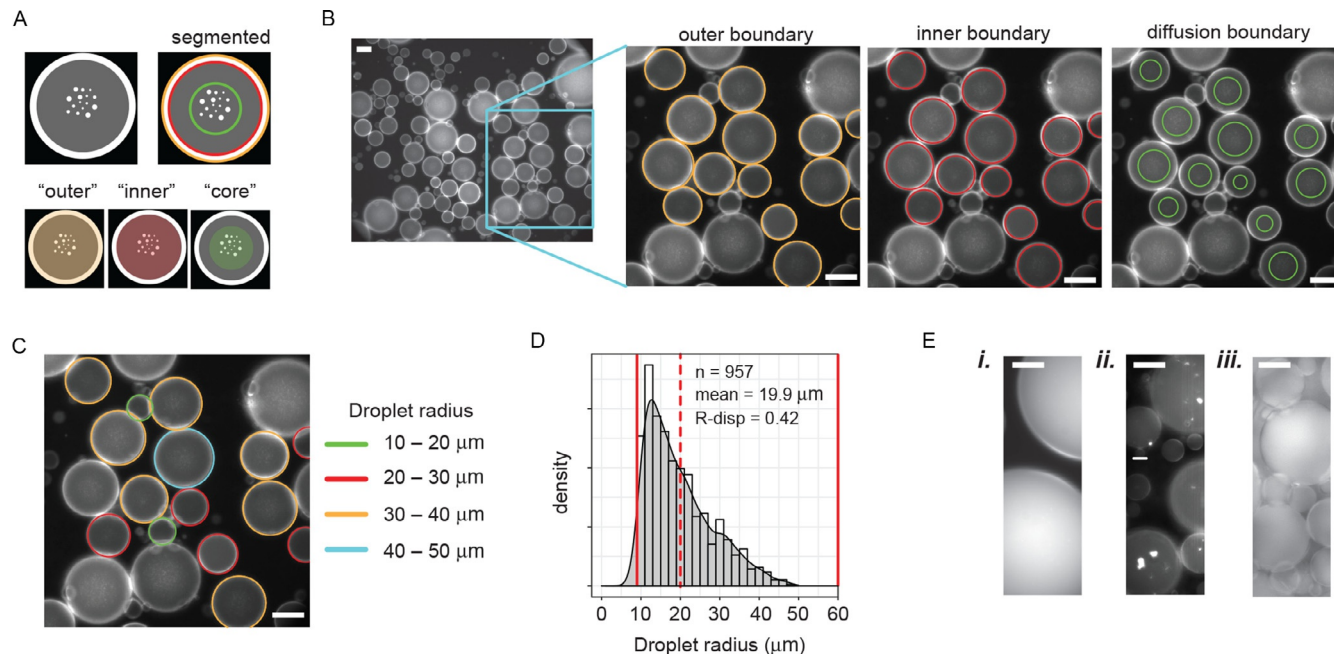 A
segmented
“outer”
“inner”
“core”
B
outer boundary
inner boundary
diffusion boundary
C
Droplet radius
10 – 20 μm
20 – 30 μm
30 – 40 μm
40 – 50 μm
D
n = 957
mean = 19.9 μm
R-disp = 0.42
density
0 10 20 30 40 50 60
Droplet radius (μm)
E
i.
ii.
iii.